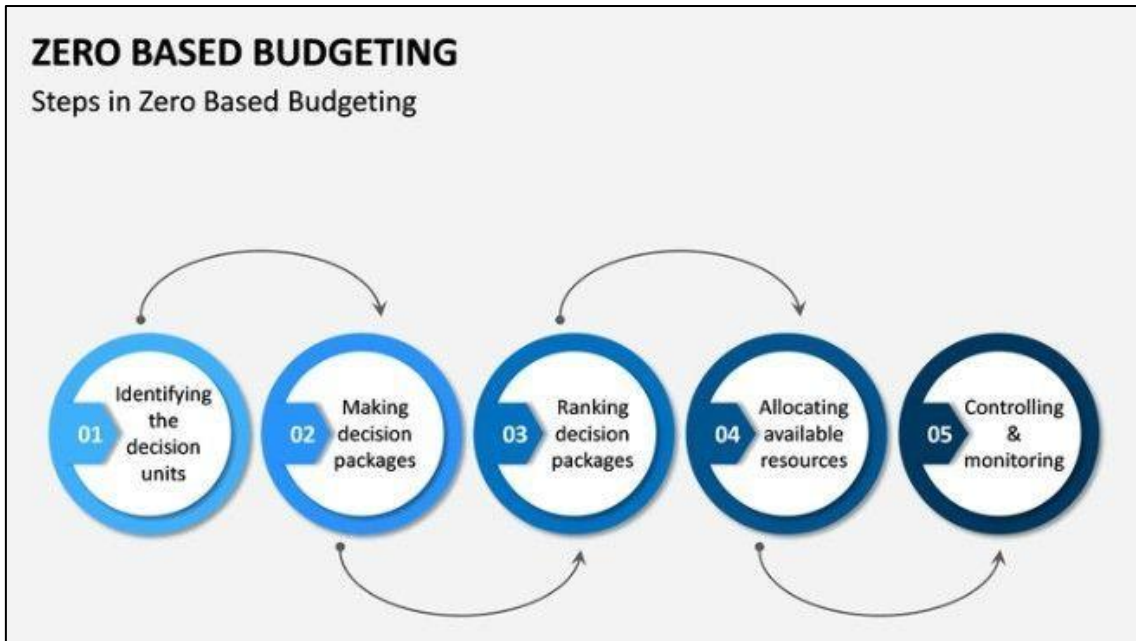 ZERO BASED BUDGETING
Steps in Zero Based Budgeting
01
Identifying
the
decision
units
02
Making
decision
packages
03
Ranking
decision
packages
04
Allocating
available
resources
05
Controlling
&
monitoring